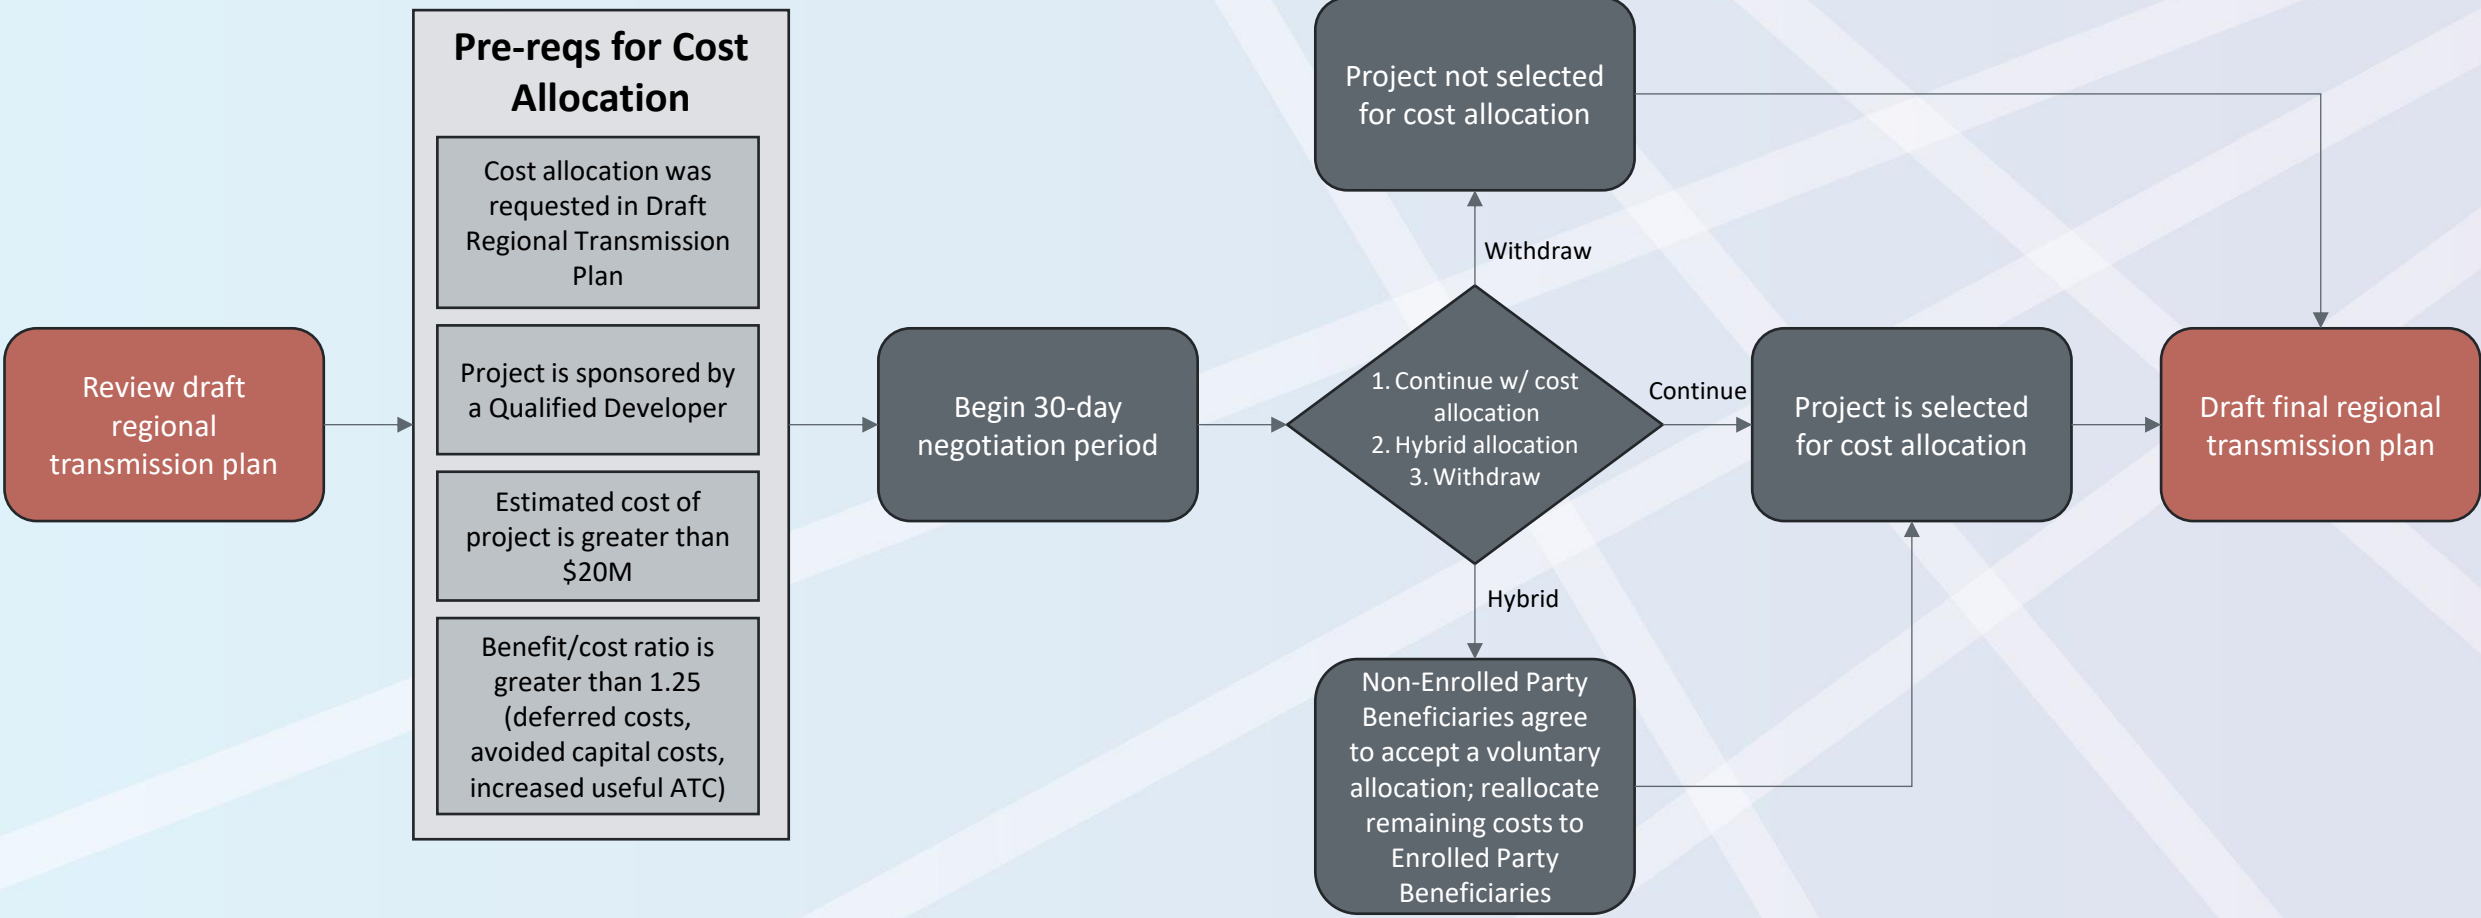 Review draft
regional
transmission plan
Pre-reqs for Cost
Allocation
Cost allocation was
requested in Draft
Regional Transmission
Plan
Project is sponsored by
a Qualified Developer
Estimated cost of
project is greater than
$20M
Benefit/cost ratio is
greater than 1.25
(deferred costs,
avoided capital costs,
increased useful ATC)
Begin 30-day
negotiation period
1. Continue w/ cost
allocation
2. Hybrid allocation
3. Withdraw
Withdraw
Project not selected
for cost allocation
Continue
Project is selected
for cost allocation
Hybrid
Non-Enrolled Party
Beneficiaries agree
to accept a voluntary
allocation; reallocate
remaining costs to
Enrolled Party
Beneficiaries
Draft final regional
transmission plan